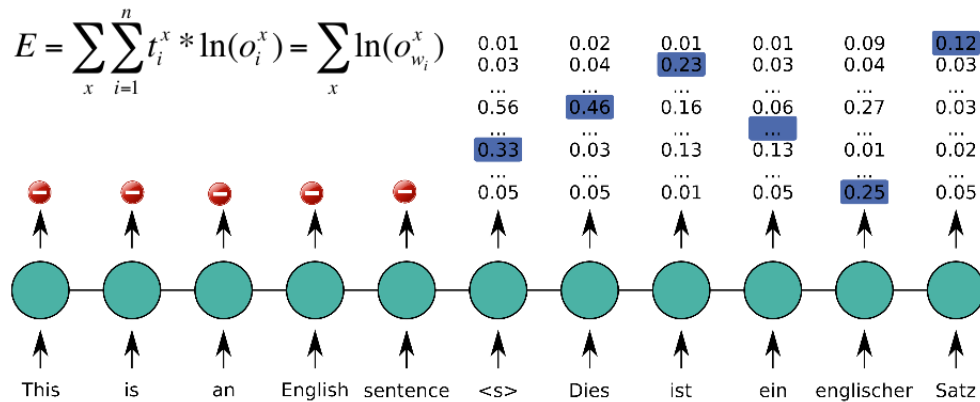 E = \sum_x \sum_{i=1}^{n} t_i^x * \ln(o_i^x) = \sum_x \ln(o_{w_i}^x)
0.01 0.02 0.01 0.01 0.09 0.12
0.03 0.04 0.23 0.03 0.04 0.03
... ... ... ... ... ...
0.56 0.46 0.16 0.06 0.27 0.03
... ... ... ... ... ...
0.33 0.03 0.13 0.13 0.01 0.02
... ... ... ... ... ...
0.05 0.05 0.01 0.05 0.25 0.05
This is an English sentence <s> Dies ist ein englischer Satz